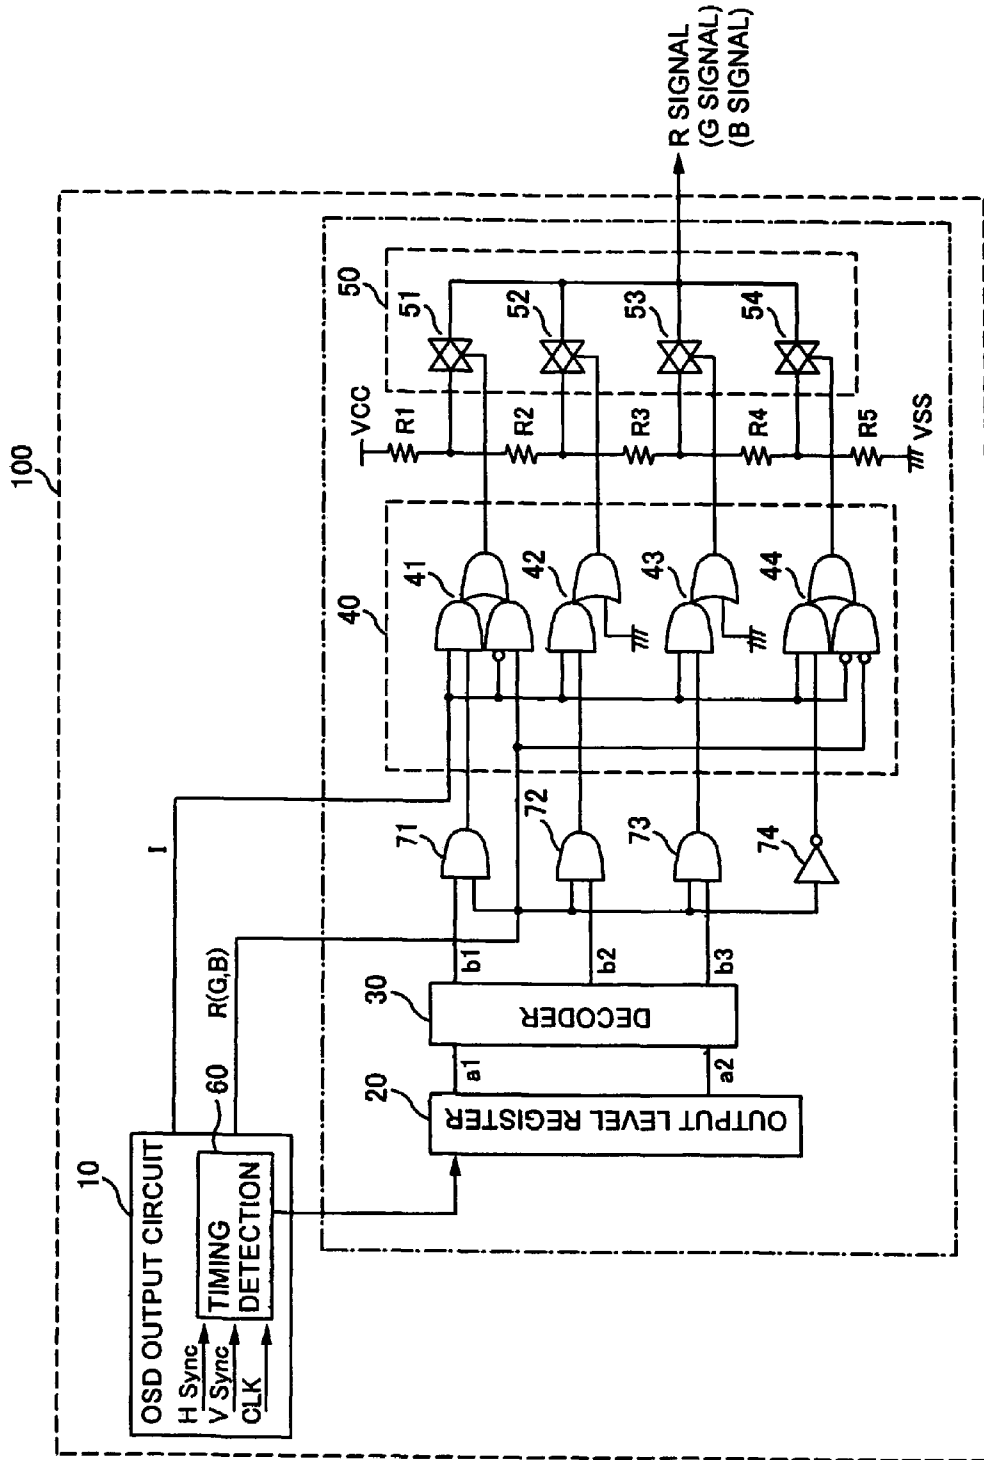 100
10
OSD OUTPUT CIRCUIT
H Sync
V Sync
CLK
TIMING
DETECTION
60
I
R(G,B)
20
OUTPUT LEVEL REGISTER
a1
a2
30
DECODER
b1
b2
b3
71
72
73
74
40
41
42
43
44
VCC
R1
R2
R3
R4
R5
VSS
50
51
52
53
54
R SIGNAL
(G SIGNAL)
(B SIGNAL)